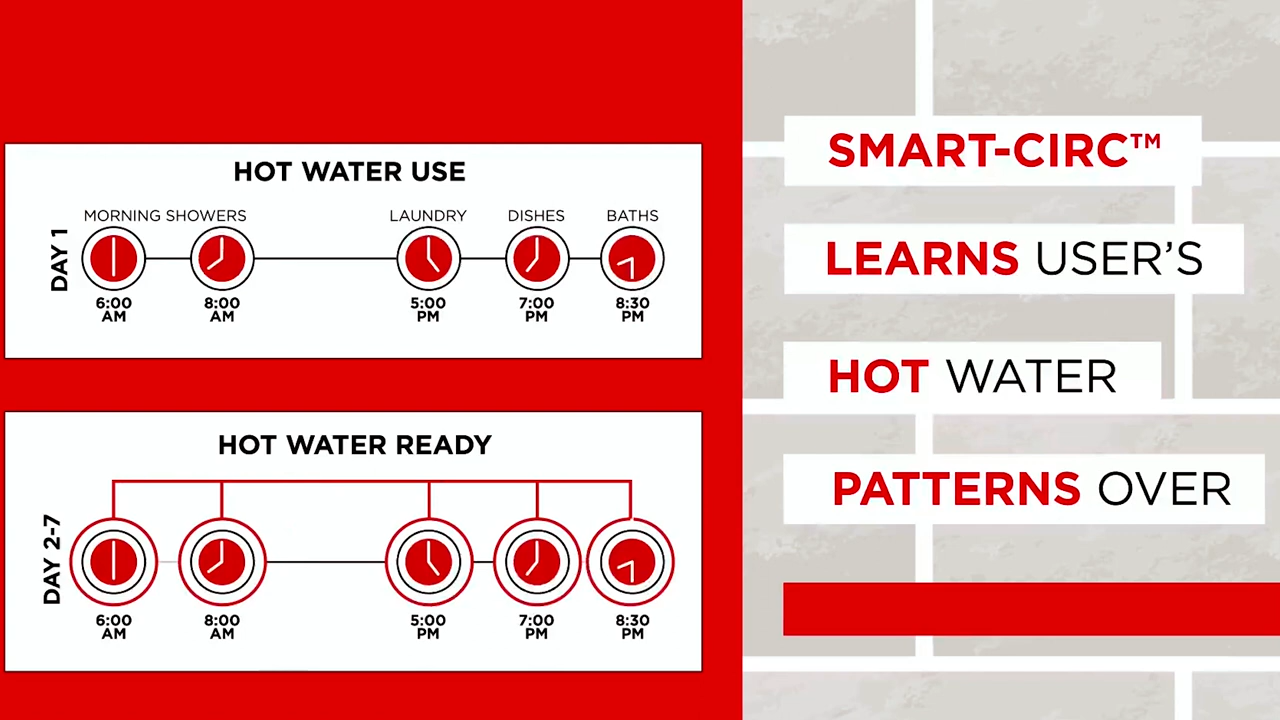 HOT WATER USE
MORNING SHOWERS LAUNDRY DISHES BATHS
DAY 1
6:00 AM
8:00 AM
5:00 PM
7:00 PM
8:30 PM
HOT WATER READY
DAY 2-7
6:00 AM
8:00 AM
5:00 PM
7:00 PM
8:30 PM
SMART-CIRC™
LEARNS USER'S
HOT WATER
PATTERNS OVER